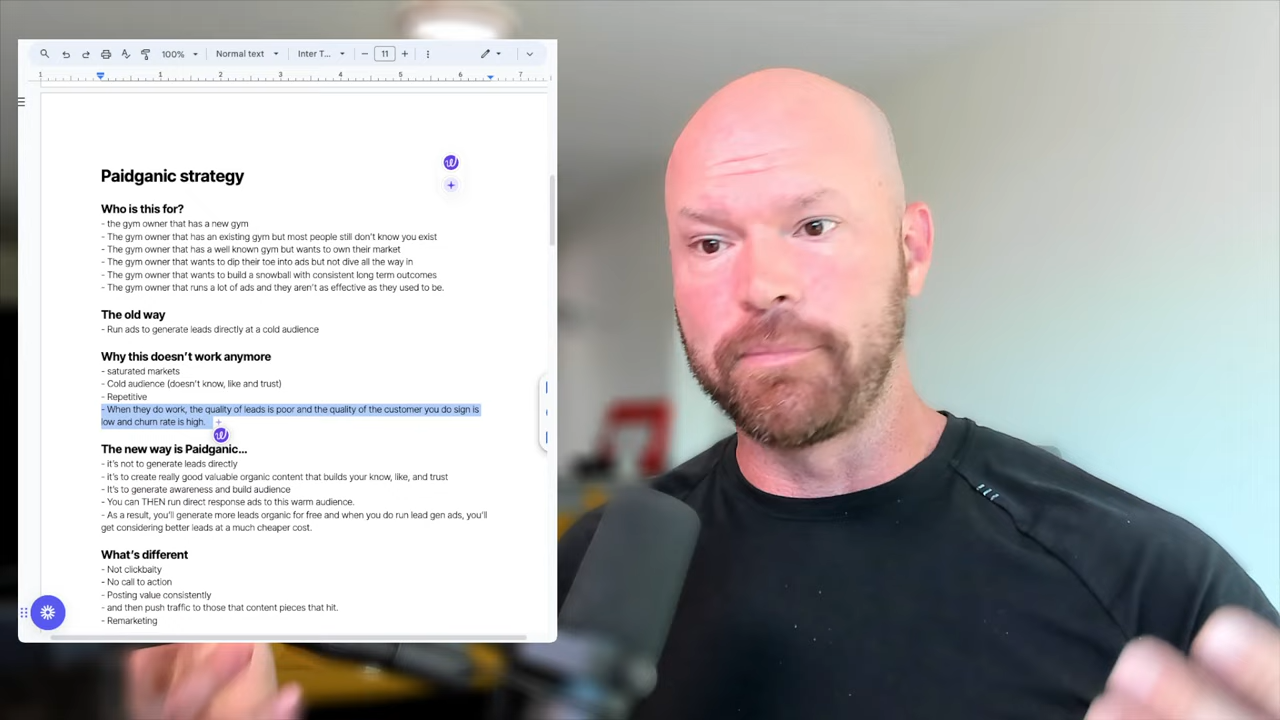 100%
Normal text
Inter T...
11
1 1 2 3 4 5 6 7
Paidganic strategy
Who is this for?
- the gym owner that has a new gym
- The gym owner that has an existing gym but most people still don't know you exist
- The gym owner that has a well known gym but wants to own their market
- The gym owner that wants to dip their toe into ads but not dive all the way in
- The gym owner that wants to build a snowball with consistent long term outcomes
- The gym owner that runs a lot of ads and they aren't as effective as they used to be.
The old way
- Run ads to generate leads directly at a cold audience
Why this doesn't work anymore
- saturated markets
- Cold audience (doesn't know, like and trust)
- Repetitive
- When they do work, the quality of leads is poor and the quality of the customer you do sign is
low and churn rate is high.
The new way is Paidganic...
- it's not to generate leads directly
- it's to create really good valuable organic content that builds your know, like, and trust
- It's to generate awareness and build audience
- You can THEN run direct response ads to this warm audience.
- As a result, you'll generate more leads organic for free and when you do run lead gen ads, you'll
get considering better leads at a much cheaper cost.
What's different
- Not clickbaity
- No call to action
- Posting value consistently
- and then push traffic to those that content pieces that hit.
- Remarketing